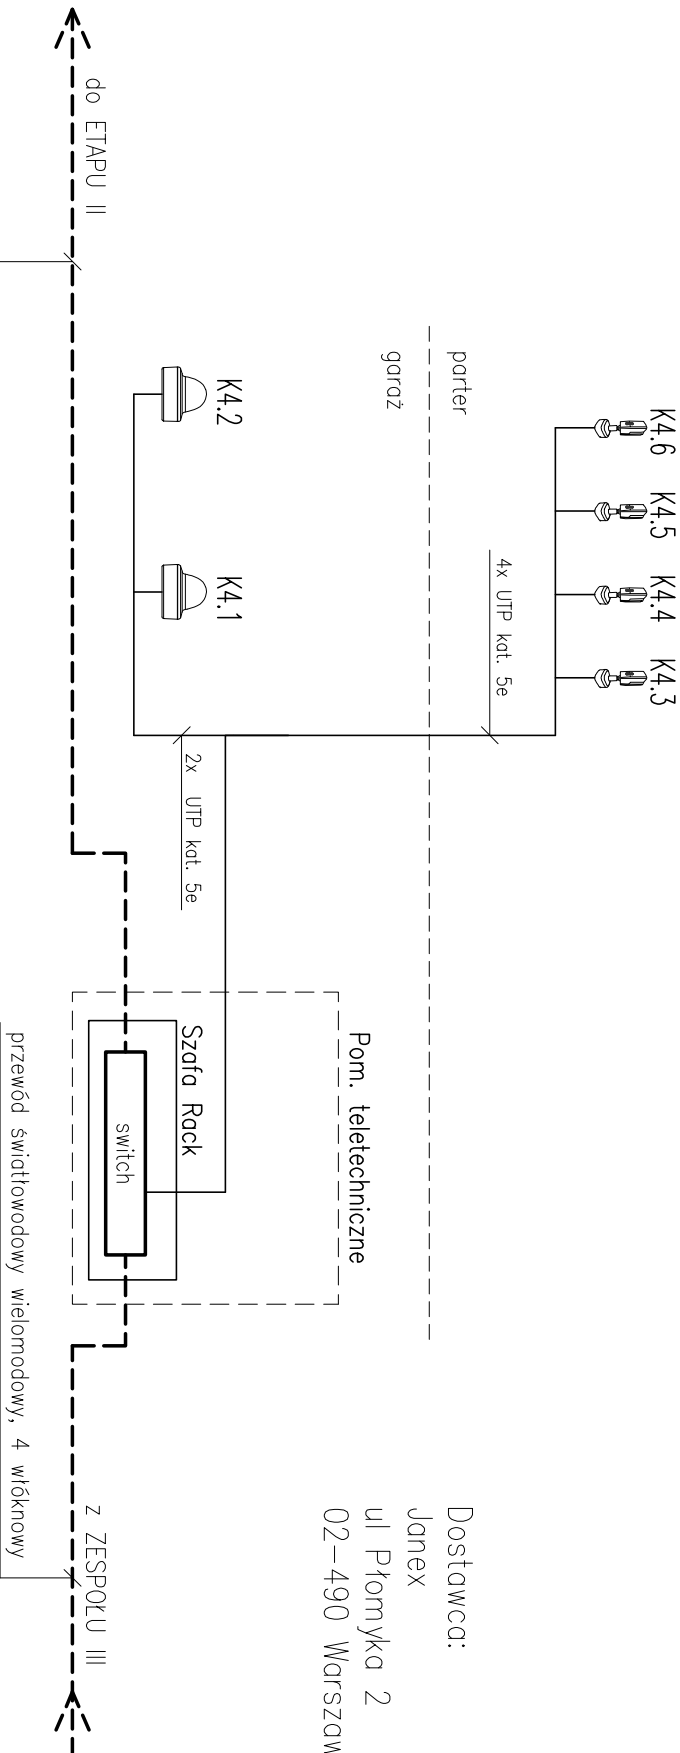 K4.6
K4.5
K4.4
K4.3
parter
garaż
4x UTP kat. 5e
K4.2
K4.1
2x UTP kat. 5e
do ETAPU II
Pom. teletechniczne
Szafa Rack
switch
przewód światłowodowy wielomodowy, 4 włóknowy
z ZESPOŁU III
Dostawca:
Janex
ul Płomyka 2
02-490 Warszaw